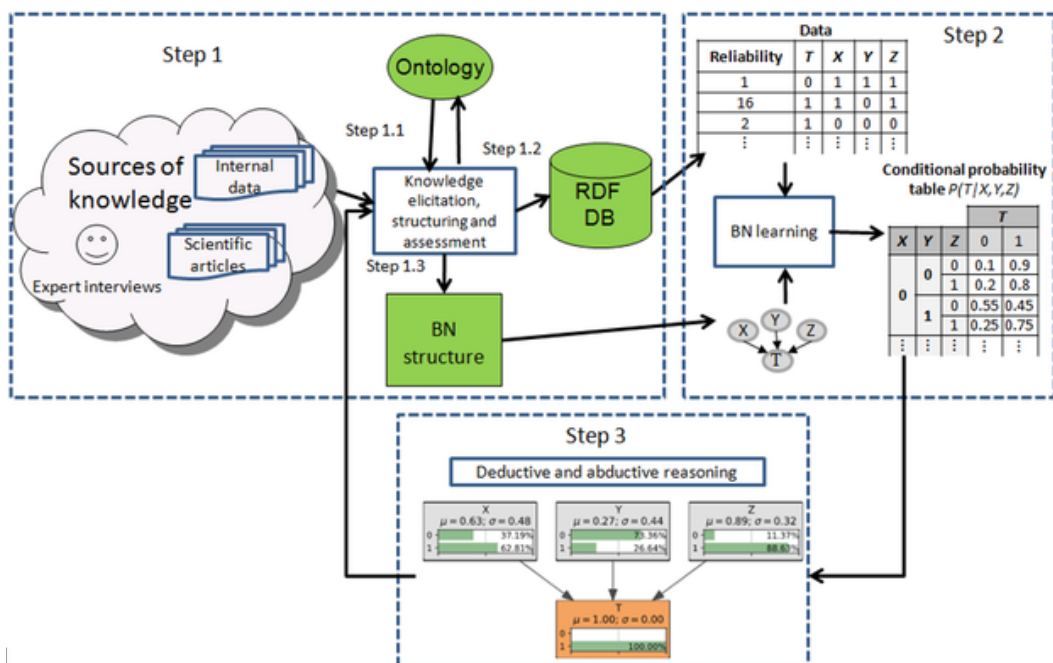 Step 1
Ontology
Step 1.1
Step 1.2
Sources of
knowledge
Internal
data
Scientific
articles
Expert interviews
Knowledge
elicitation,
structuring and
assessment
RDF
DB
Step 1.3
BN
structure
Step 2
Data
Reliability T X Y Z
1 0 1 1 1
16 1 1 0 1
2 1 0 0 0
⋮ ⋮ ⋮ ⋮ ⋮
BN learning
X Y Z
T
Conditional probability
table P(T|X,Y,Z)
T
X Y Z 0 1
0 0 0 0.1 0.9
1 0.2 0.8
1 0 0.55 0.45
1 0.25 0.75
⋮ ⋮ ⋮ ⋮ ⋮
Step 3
Deductive and abductive reasoning
X
μ = 0.63; σ = 0.48
0 37.19%
1 62.81%
Y
μ = 0.27; σ = 0.44
0 73.36%
1 26.64%
Z
μ = 0.89; σ = 0.32
0 11.37%
1 88.63%
T
μ = 1.00; σ = 0.00
0
1 100.00%